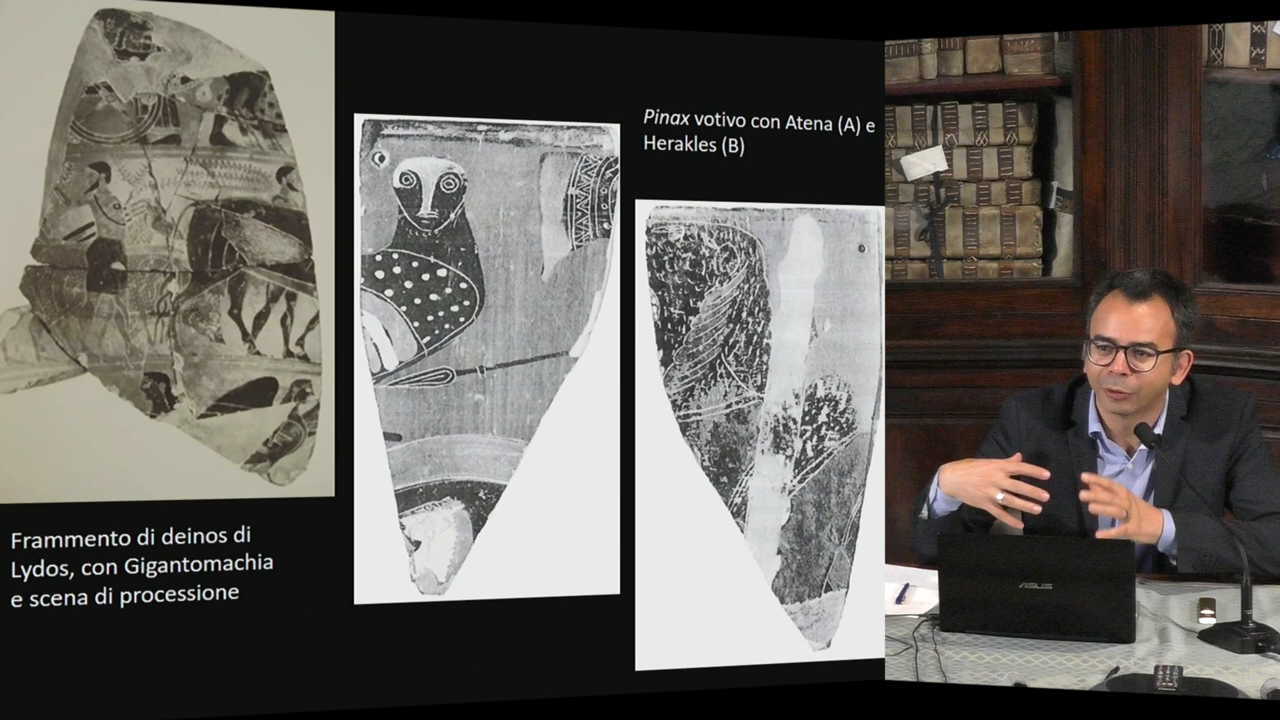 Pinax votivo con Atena (A) e
Herakles (B)
Frammento di deinos di
Lydos, con Gigantomachia
e scena di processione
ASUS